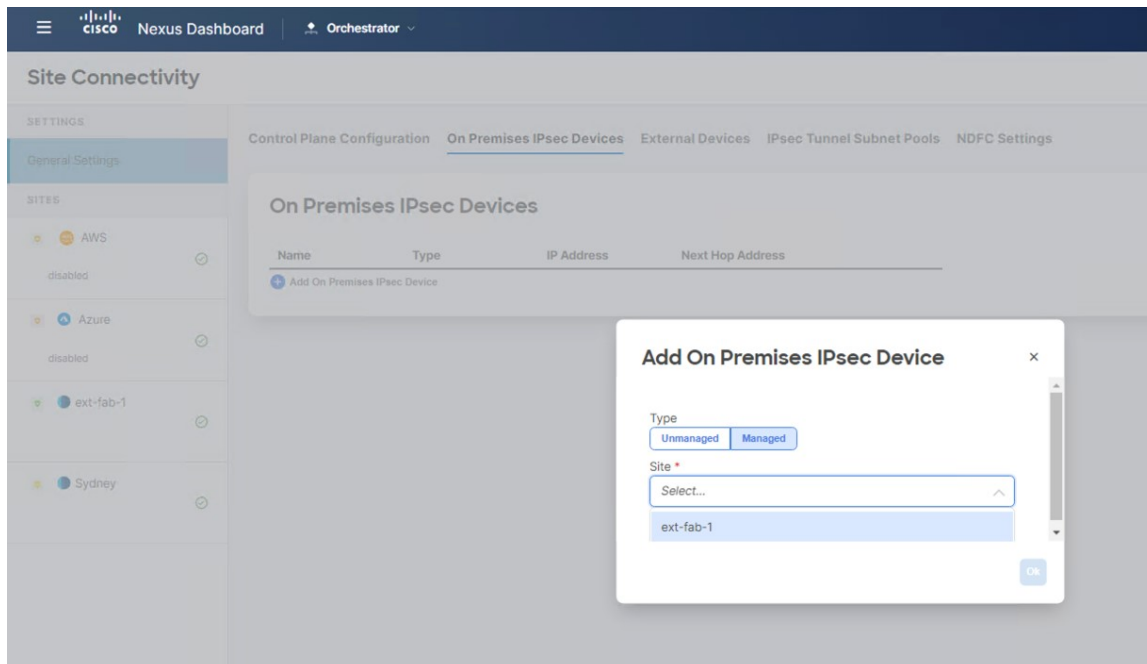 cisco Nexus Dashboard Orchestrator
Site Connectivity
SETTINGS
General Settings
SITES
AWS
disabled
Azure
disabled
ext-fab-1
Sydney
Control Plane Configuration On Premises IPsec Devices External Devices IPsec Tunnel Subnet Pools NDFC Settings
On Premises IPsec Devices
Name Type IP Address Next Hop Address
Add On Premises IPsec Device
Add On Premises IPsec Device
Type
Unmanaged Managed
Site *
Select...
ext-fab-1
Ok